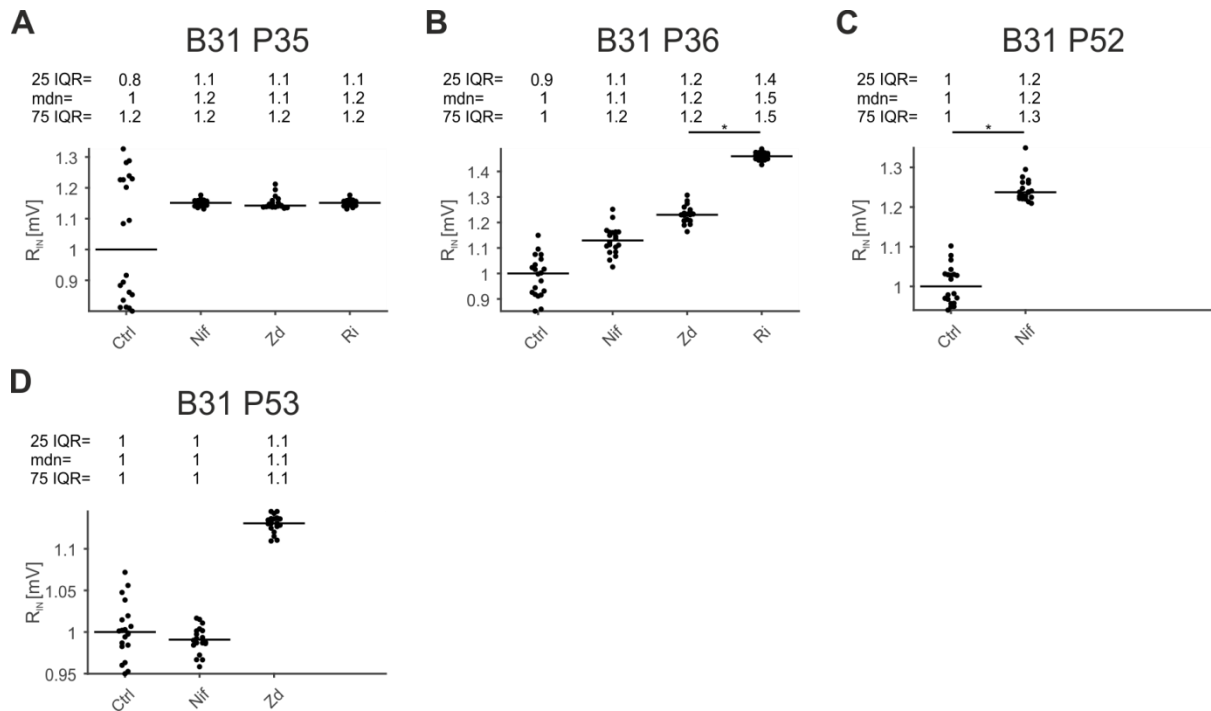 A
B31 P35
25 IQR= 0.8 1.1 1.1 1.1
mdn= 1 1.2 1.1 1.2
75 IQR= 1.2 1.2 1.2 1.2
1.3
1.2
1.1
1
0.9
R_IN [mV]
Ctrl Nif Zd Ri
B
B31 P36
25 IQR= 0.9 1.1 1.2 1.4
mdn= 1 1.1 1.2 1.5
75 IQR= 1 1.2 1.2 1.5
*
1.4
1.3
1.2
1.1
1
0.9
R_IN [mV]
Ctrl Nif Zd Ri
C
B31 P52
25 IQR= 1 1.2
mdn= 1 1.2
75 IQR= 1 1.3
*
1.3
1.2
1.1
1
R_IN [mV]
Ctrl Nif
D
B31 P53
25 IQR= 1 1 1.1
mdn= 1 1 1.1
75 IQR= 1 1 1.1
1.1
1.05
1
0.95
R_IN [mV]
Ctrl Nif Zd